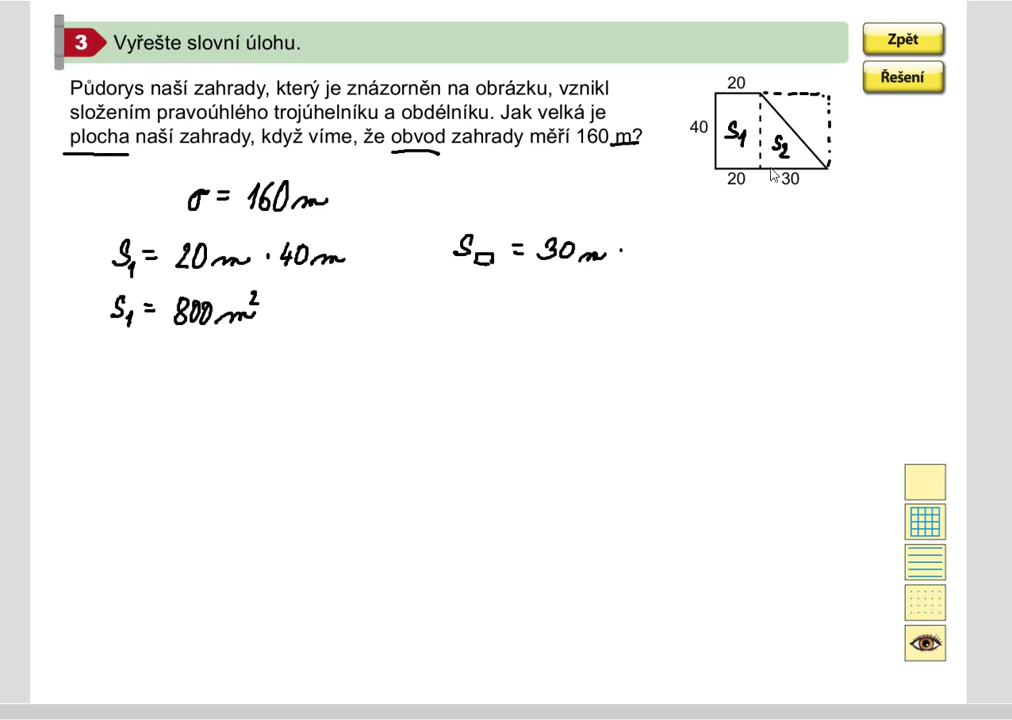 3 Vyřešte slovní úlohu.
Zpět
Řešení
Půdorys naší zahrady, který je znázorněn na obrázku, vznikl
složením pravoúhlého trojúhelníku a obdélníku. Jak velká je
plocha naší zahrady, když víme, že obvod zahrady měří 160 m?
20
40
S₁
S₂
20
30
σ = 160 m
S₁ = 20 m · 40 m
S₁ = 800 m²
S▭ = 30 m ·